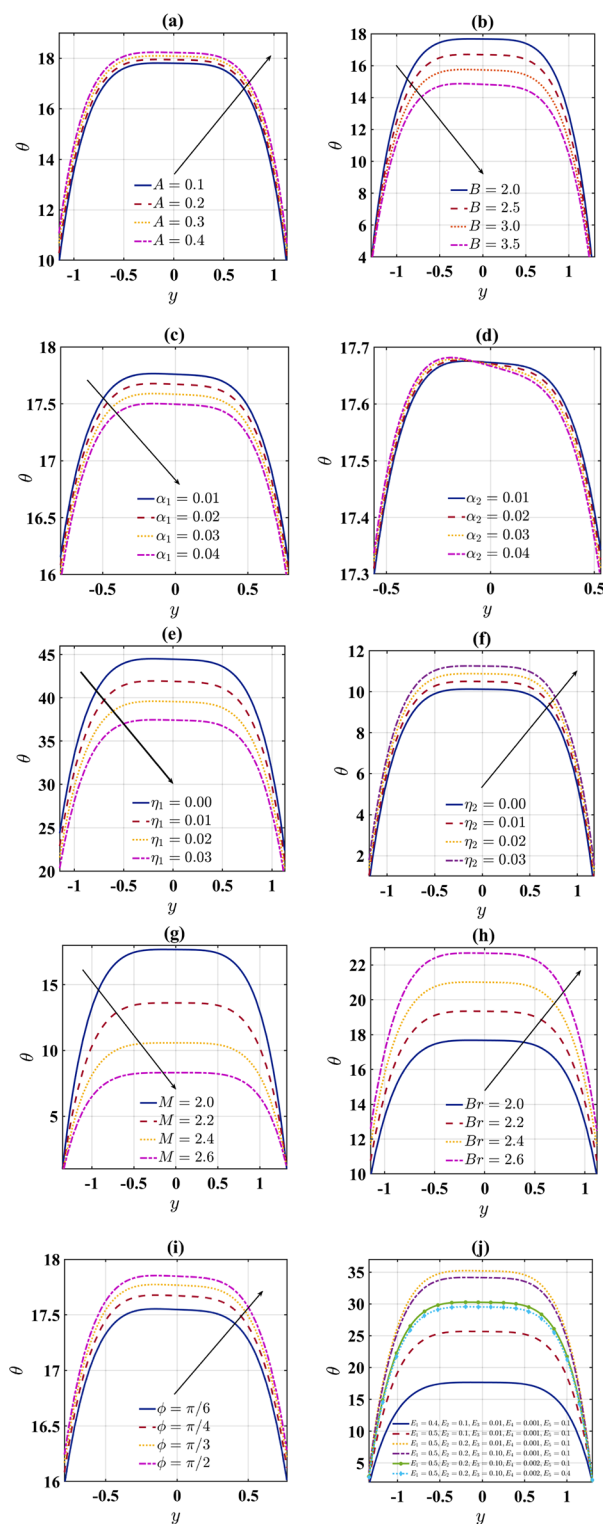 (a)
18
16
14
12
10
θ
A = 0.1
A = 0.2
A = 0.3
A = 0.4
-1 -0.5 0 0.5 1
y
(b)
18
16
14
12
10
8
6
4
θ
B = 2.0
B = 2.5
B = 3.0
B = 3.5
-1 -0.5 0 0.5 1
y
(c)
18
17.5
17
16.5
16
θ
α₁ = 0.01
α₁ = 0.02
α₁ = 0.03
α₁ = 0.04
-0.5 0 0.5
y
(d)
17.7
17.6
17.5
17.4
17.3
θ
α₂ = 0.01
α₂ = 0.02
α₂ = 0.03
α₂ = 0.04
-0.5 0 0.5
y
(e)
45
40
35
30
25
20
θ
η₁ = 0.00
η₁ = 0.01
η₁ = 0.02
η₁ = 0.03
-1 -0.5 0 0.5 1
y
(f)
12
10
8
6
4
2
θ
η₂ = 0.00
η₂ = 0.01
η₂ = 0.02
η₂ = 0.03
-1 -0.5 0 0.5 1
y
(g)
15
10
5
θ
M = 2.0
M = 2.2
M = 2.4
M = 2.6
-1 -0.5 0 0.5 1
y
(h)
22
20
18
16
14
12
10
θ
Br = 2.0
Br = 2.2
Br = 2.4
Br = 2.6
-1 -0.5 0 0.5 1
y
(i)
18
17.5
17
16.5
16
θ
ϕ = π/6
ϕ = π/4
ϕ = π/3
ϕ = π/2
-0.5 0 0.5
y
(j)
35
30
25
20
15
10
5
θ
E₁ = 0.4, E₂ = 0.1, E₃ = 0.01, E₄ = 0.001, E₅ = 0.1
E₁ = 0.5, E₂ = 0.1, E₃ = 0.01, E₄ = 0.001, E₅ = 0.1
E₁ = 0.5, E₂ = 0.2, E₃ = 0.01, E₄ = 0.001, E₅ = 0.1
E₁ = 0.5, E₂ = 0.2, E₃ = 0.10, E₄ = 0.001, E₅ = 0.1
E₁ = 0.5, E₂ = 0.2, E₃ = 0.10, E₄ = 0.002, E₅ = 0.1
E₁ = 0.5, E₂ = 0.2, E₃ = 0.10, E₄ = 0.002, E₅ = 0.4
-1 -0.5 0 0.5 1
y